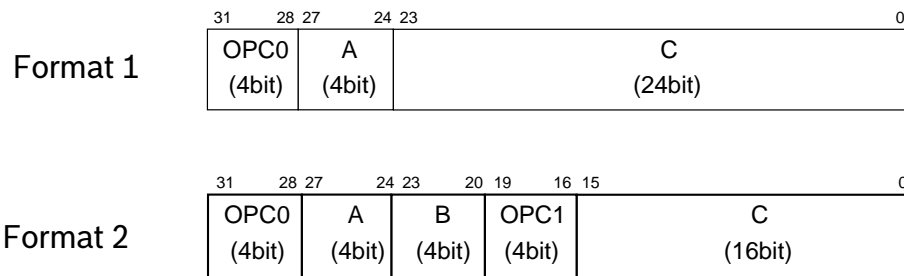 31 28 27 24 23 0
Format 1
OPC0 A C
(4bit) (4bit) (24bit)
31 28 27 24 23 20 19 16 15 0
Format 2
OPC0 A B OPC1 C
(4bit) (4bit) (4bit) (4bit) (16bit)